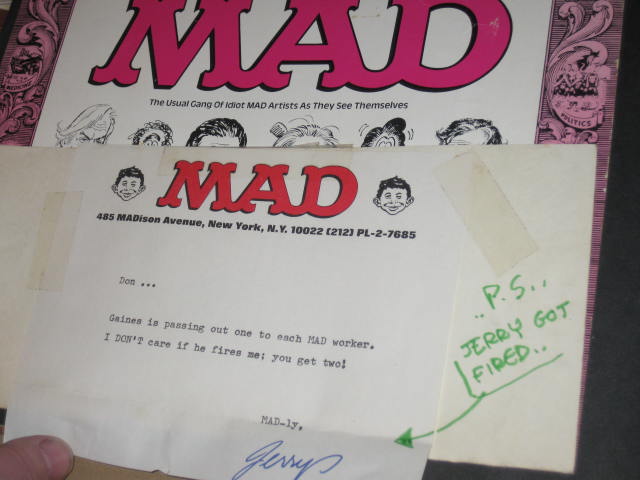 MAD
The Usual Gang Of Idiot MAD Artists As They See Themselves
MEDICINE
POLITICS
MAD
485 MADison Avenue, New York, N.Y. 10022 (212) PL-2-7685
Don ...
Gaines is passing out one to each MAD worker.
I DON'T care if he fires me; you get two!
MAD-ly,
Jerry
..P.S..
JERRY GOT
FIRED..